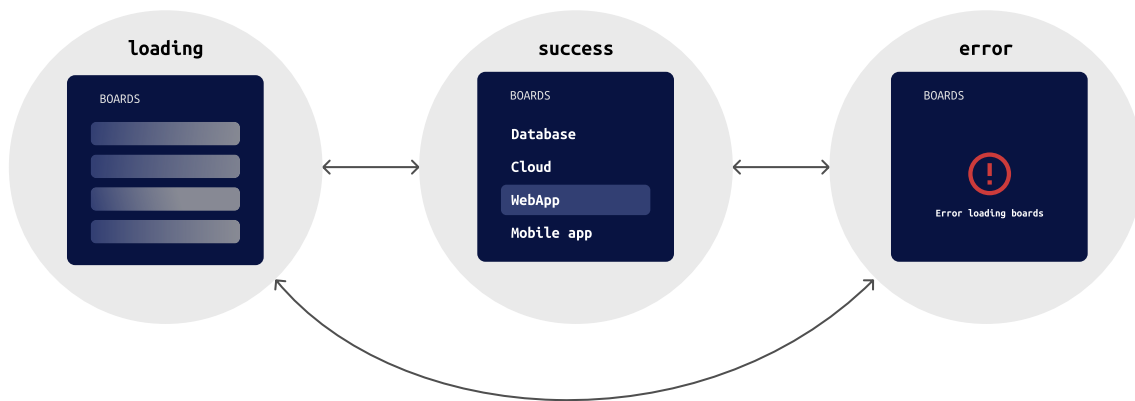 loading
BOARDS
success
BOARDS
Database
Cloud
WebApp
Mobile app
error
BOARDS
Error loading boards